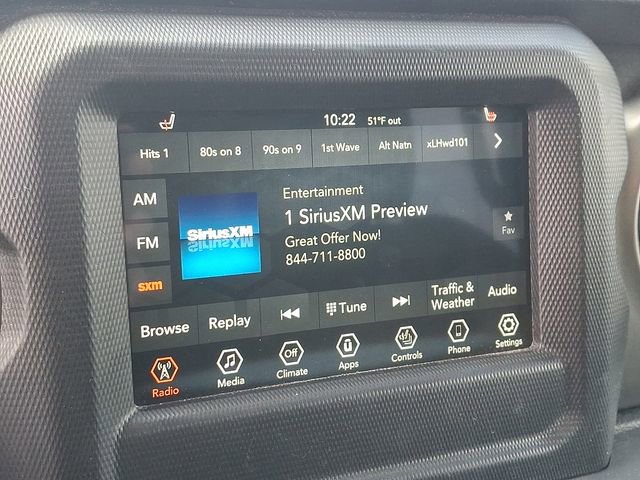 10:22 51°F out
Hits 1 80s on 8 90s on 9 1st Wave Alt Natn xLHwd101
AM
FM
sxm
SiriusXM
Entertainment
1 SiriusXM Preview
Great Offer Now!
844-711-8800
Fav
Browse Replay Tune Traffic & Weather Audio
Radio Media Off Climate Apps Controls Phone Settings